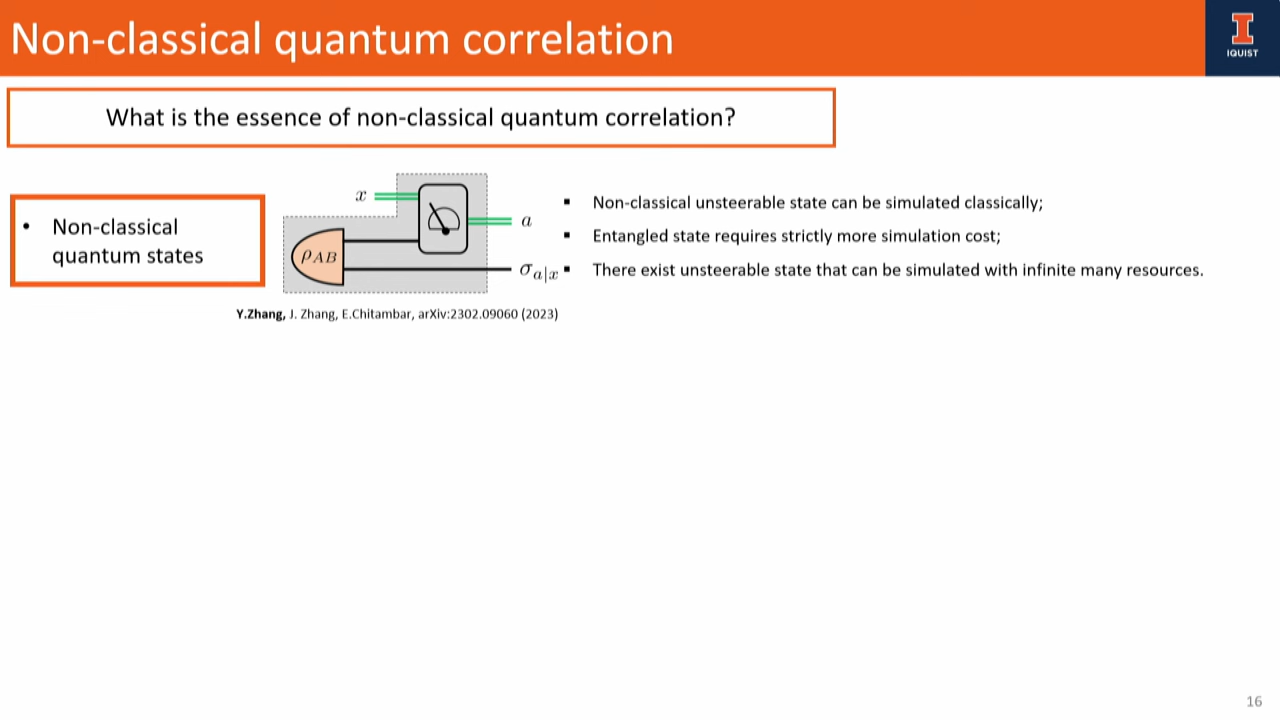 Non-classical quantum correlation
I
IQUIST
What is the essence of non-classical quantum correlation?
• Non-classical
quantum states
x
a
ρAB
σa|x
▪ Non-classical unsteerable state can be simulated classically;
▪ Entangled state requires strictly more simulation cost;
▪ There exist unsteerable state that can be simulated with infinite many resources.
Y.Zhang, J. Zhang, E.Chitambar, arXiv:2302.09060 (2023)
16